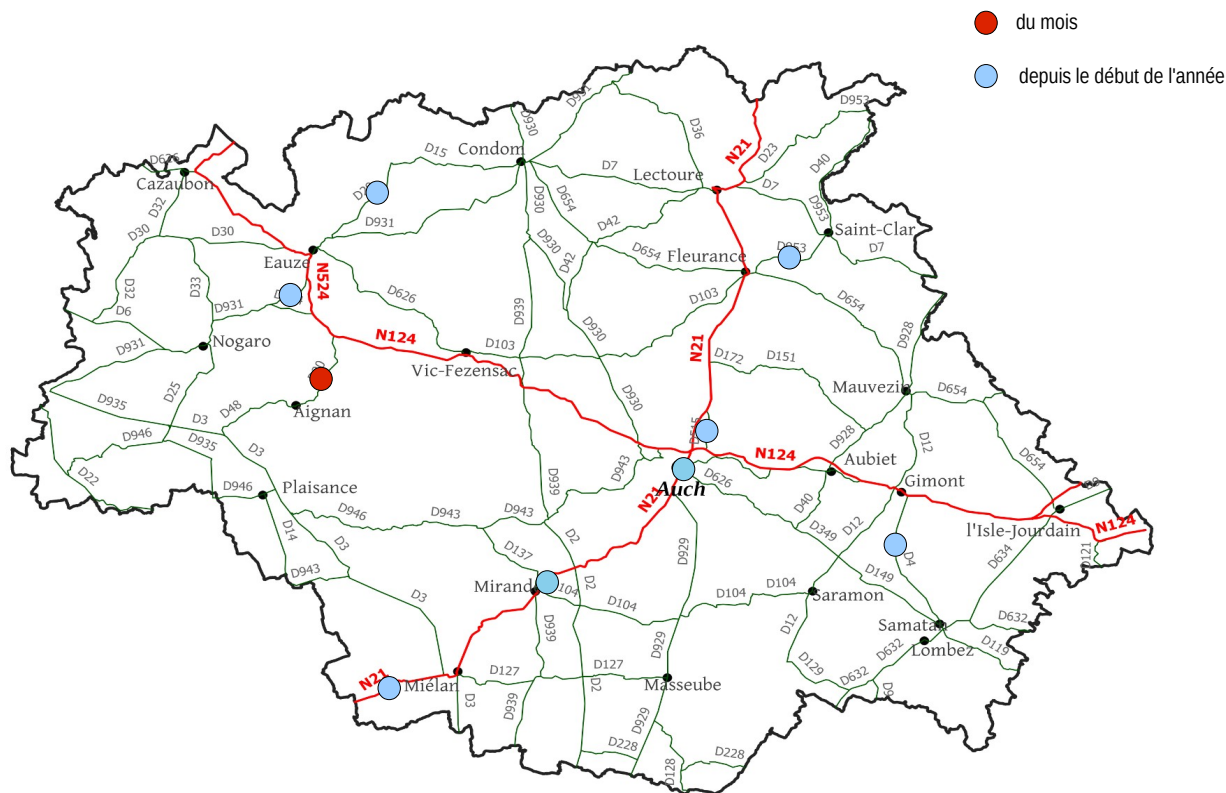 du mois
depuis le début de l'année
D991
D930
D36
N21
D953
D23
D40
D626
Cazaubon
D15
Condom
D7
Lectoure
D7
D32
D930
D654
D953
D30
D30
D931
D42
D930
D654
Saint-Clar
D7
Eauze
D42
Fleurance
D953
N524
D33
D32
D6
D931
D626
D939
D103
D654
D931
Nogaro
N124
D103
Vic-Fezensac
D930
N21
D172
D151
D928
Mauvezin
D654
D25
D935
D48
Aignan
D930
D3
D946
D935
D3
D22
D946
Plaisance
D943
D939
N21
Auch
D626
N124
D928
D12
Aubiet
Gimont
D654
D40
D12
D349
l'Isle-Jourdain
N124
D14
D3
D946
D943
D943
D2
D137
D929
D149
D4
D634
D121
D943
D3
Mirand
D104
D2
D104
D104
Saramon
D12
D939
D929
Samatan
Lombez
D632
D632
D119
N21
Miélan
D127
D127
Masseube
D129
D632
D3
D939
D2
D929
D228
D128
D228